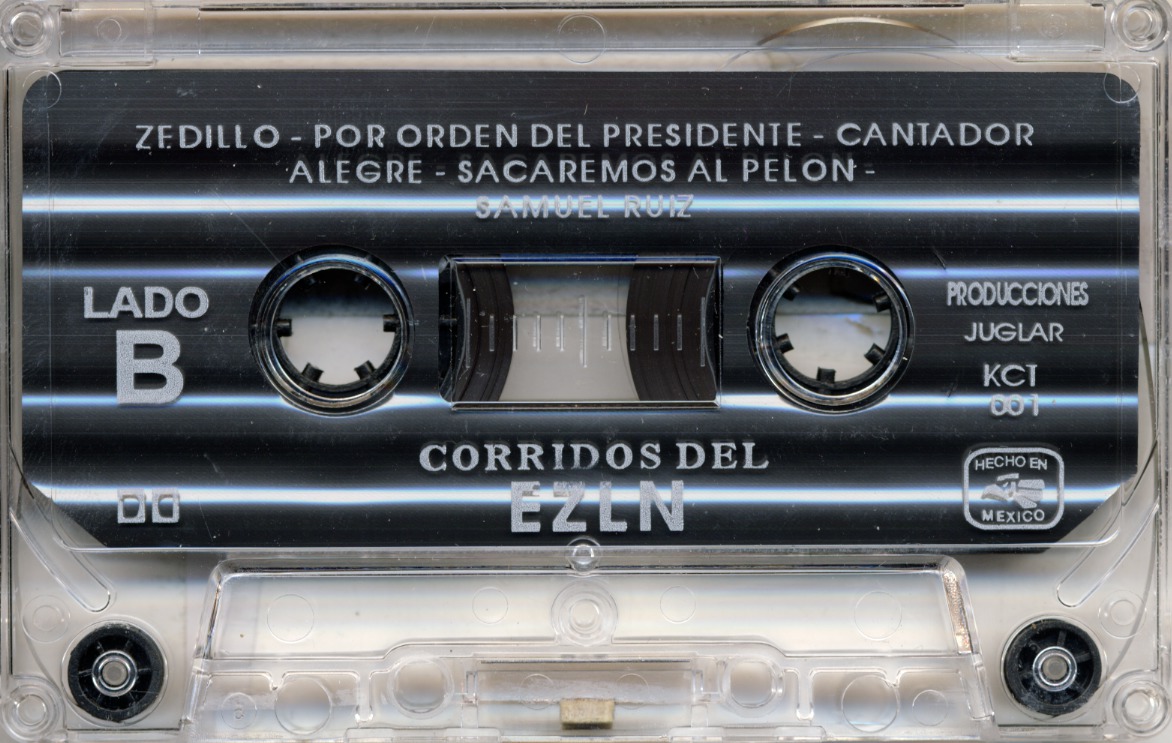 ZEDILLO - POR ORDEN DEL PRESIDENTE - CANTADOR
ALEGRE - SACAREMOS AL PELON -
SAMUEL RUIZ
LADO
B
PRODUCCIONES
JUGLAR
KCT
001
CORRIDOS DEL
EZLN
HECHO EN
MEXICO